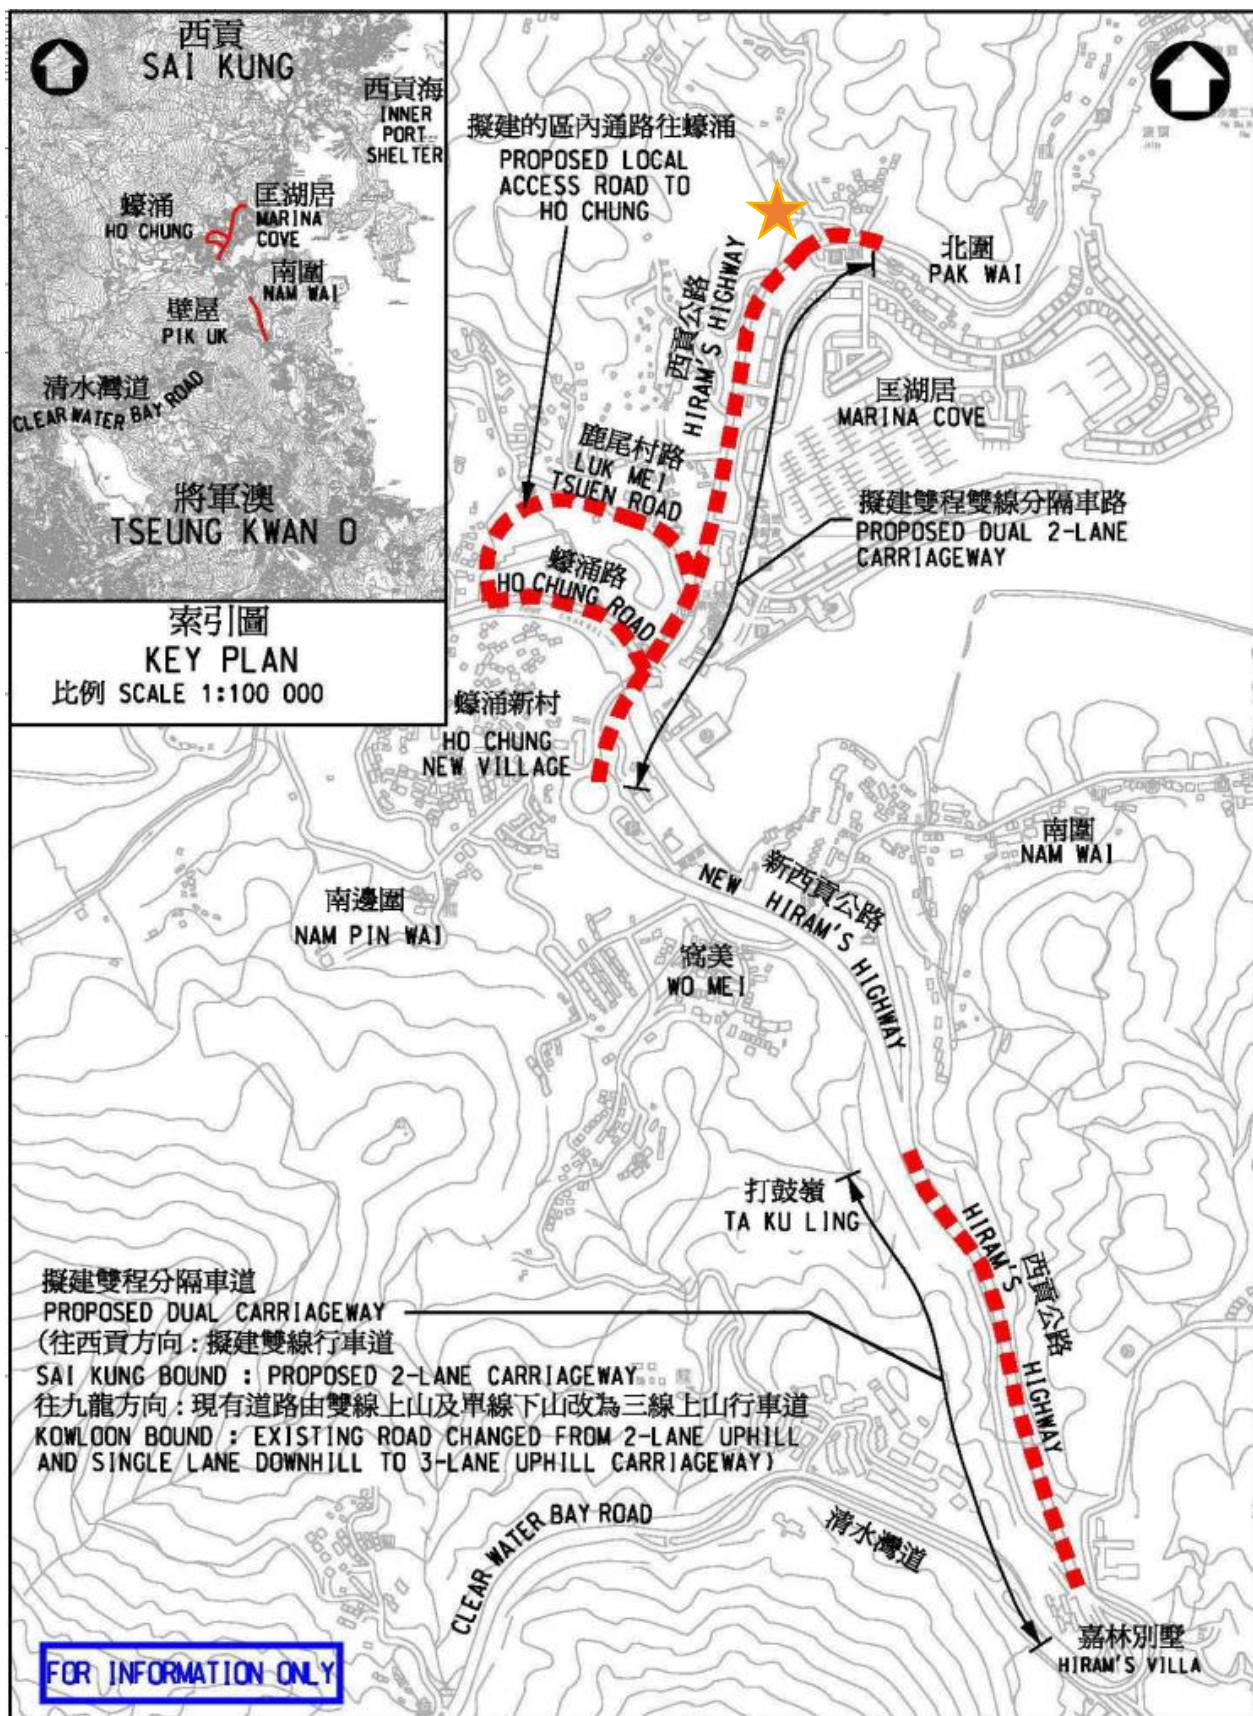 西貢
SAI KUNG
西貢海
INNER
PORT
SHELTER
蠔涌
HO CHUNG
匡湖居
MARINA
COVE
南圍
NAM WAI
壁屋
PIK UK
清水灣道
CLEAR WATER BAY ROAD
將軍澳
TSEUNG KWAN O
索引圖
KEY PLAN
比例 SCALE 1:100 000
擬建的區內通路往蠔涌
PROPOSED LOCAL
ACCESS ROAD TO
HO CHUNG
西貢公路
HIRAM'S HIGHWAY
北圍
PAK WAI
匡湖居
MARINA COVE
鹿尾村路
LUK MEI
TSUEN ROAD
擬建雙程雙線分隔車路
PROPOSED DUAL 2-LANE
CARRIAGEWAY
蠔涌路
HO CHUNG ROAD
蠔涌新村
HO CHUNG
NEW VILLAGE
南圍
NAM WAI
新西貢公路
NEW HIRAM'S HIGHWAY
南邊圍
NAM PIN WAI
窩美
WO MEI
打鼓嶺
TA KU LING
西貢公路
HIRAM'S HIGHWAY
擬建雙程分隔車道
PROPOSED DUAL CARRIAGEWAY
(往西貢方向：擬建雙線行車道
SAI KUNG BOUND : PROPOSED 2-LANE CARRIAGEWAY
往九龍方向：現有道路由雙線上山及單線下山改為三線上山行車道
KOWLOON BOUND : EXISTING ROAD CHANGED FROM 2-LANE UPHILL
AND SINGLE LANE DOWNHILL TO 3-LANE UPHILL CARRIAGEWAY)
CLEAR WATER BAY ROAD
清水灣道
嘉林別墅
HIRAM'S VILLA
FOR INFORMATION ONLY